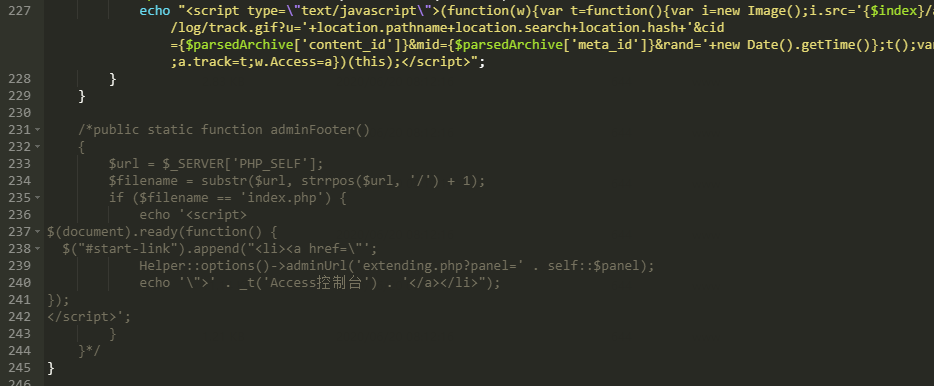 227 echo "<script type=\"text/javascript\">(function(w){var t=function(){var i=new Image();i.src='{$index}/a
/log/track.gif?u='+location.pathname+location.search+location.hash+'&cid
={$parsedArchive['content_id']}&mid={$parsedArchive['meta_id']}&rand='+new Date().getTime()};t();var
;a.track=t;w.Access=a})(this);</script>";
228 }
229 }
230
231 /*public static function adminFooter()
232 {
233 $url = $_SERVER['PHP_SELF'];
234 $filename = substr($url, strrpos($url, '/') + 1);
235 if ($filename == 'index.php') {
236 echo '<script>
237 $(document).ready(function() {
238 $("#start-link").append("<li><a href=\"';
239 Helper::options()->adminUrl('extending.php?panel=' . self::$panel);
240 echo '\">' . _t('Access控制台') . '</a></li>");
241 });
242 </script>';
243 }
244 }*/
245 }
246